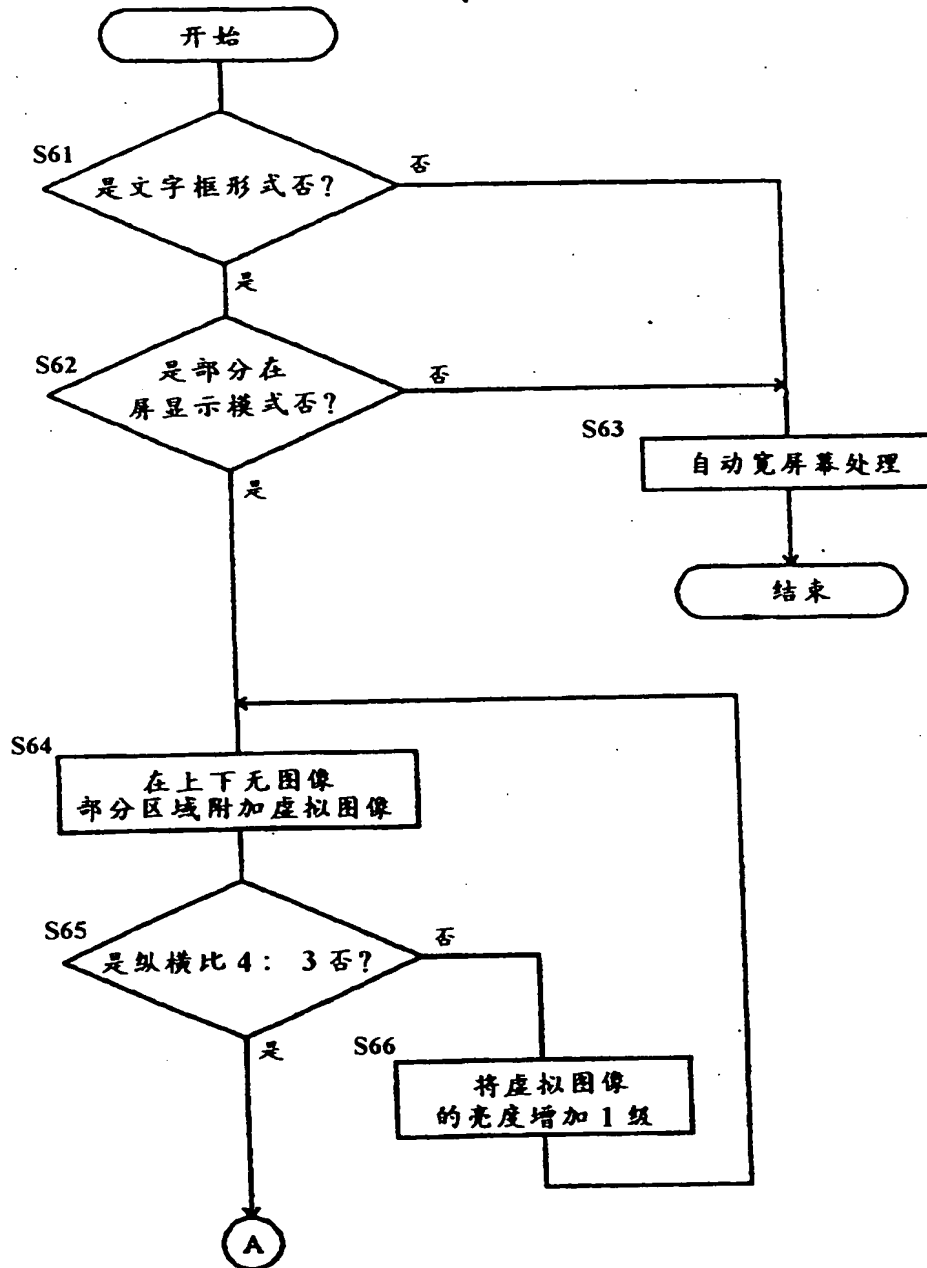 开始
S61
是文字框形式否?
否
是
S62
是部分在
屏显示模式否?
否
是
S63
自动宽屏幕处理
结束
S64
在上下无图像
部分区域附加虚拟图像
S65
是纵横比4: 3否?
否
是
S66
将虚拟图像
的亮度增加1级
A